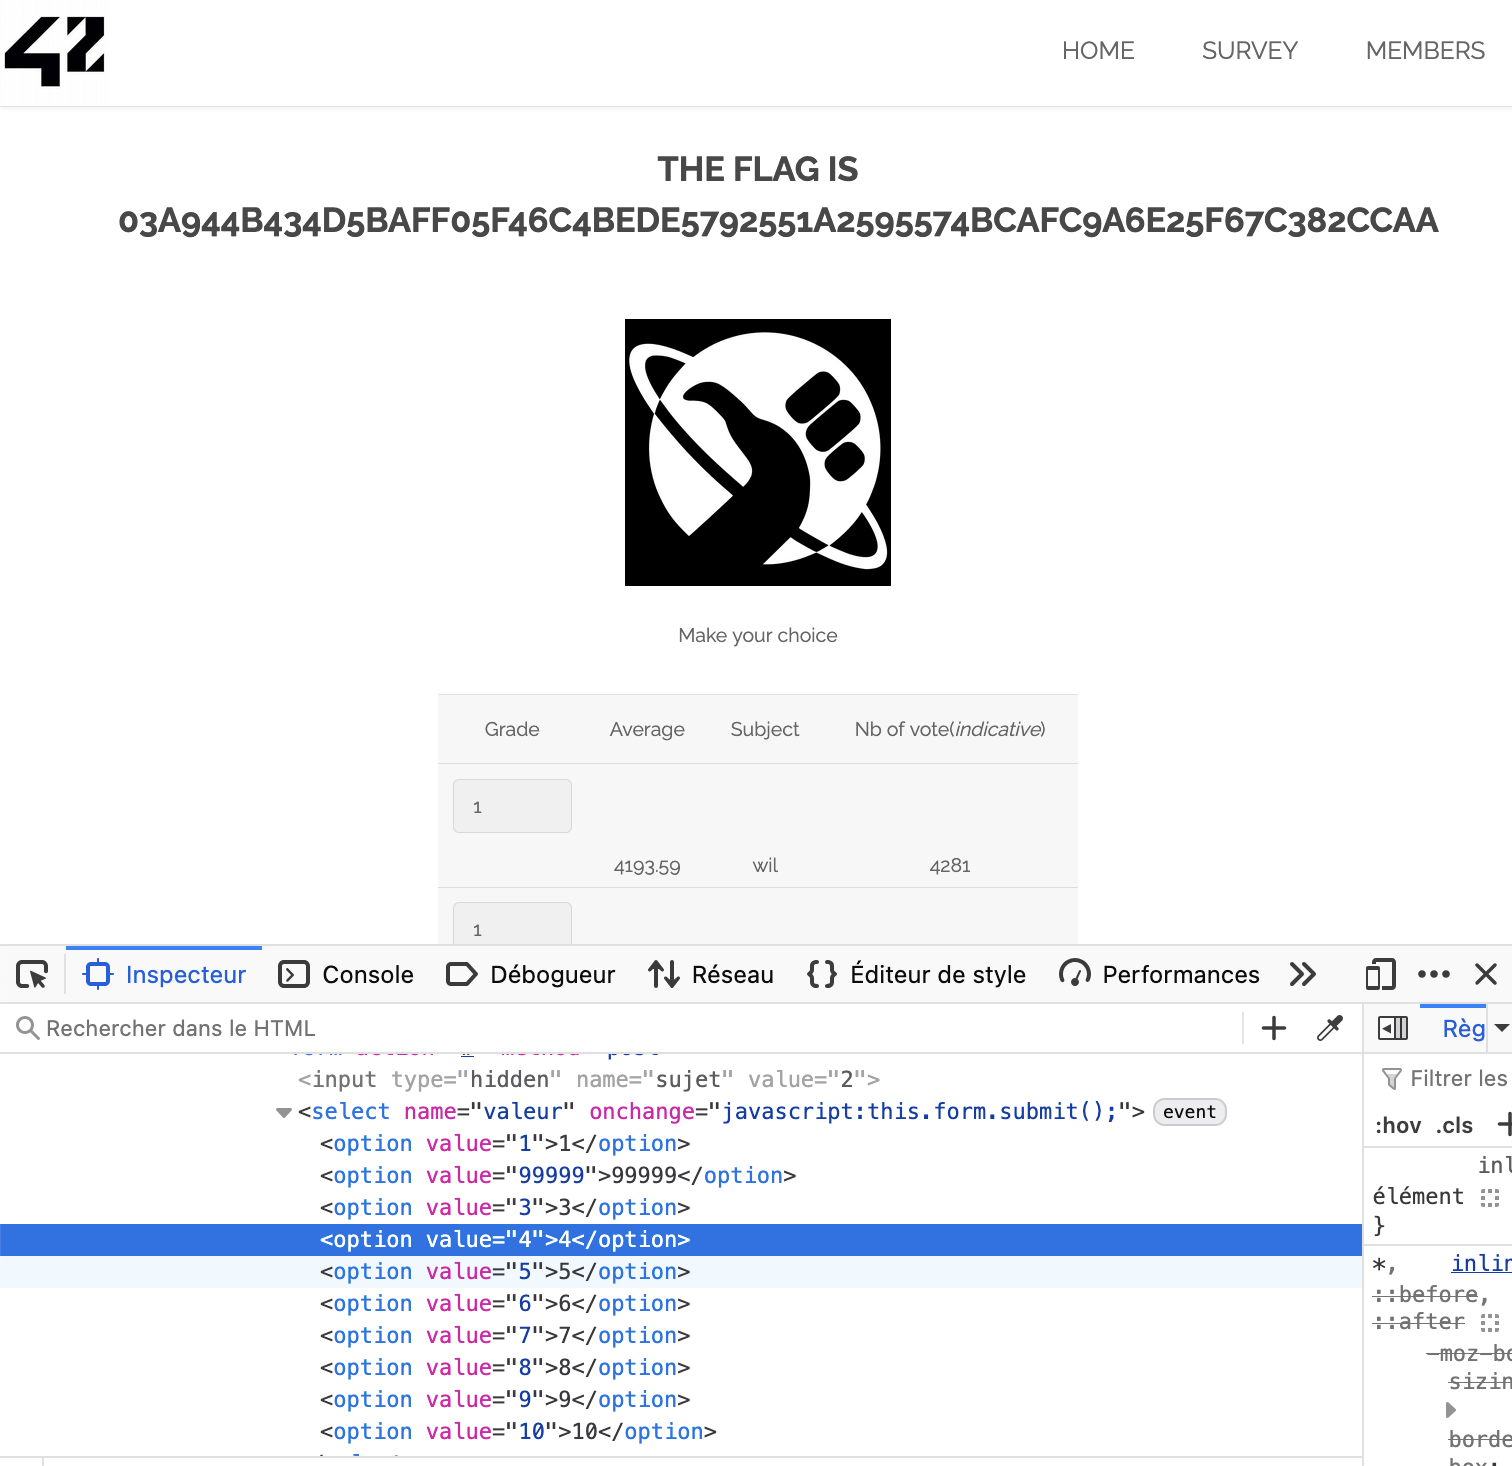 42
HOME SURVEY MEMBERS
THE FLAG IS
03A944B434D5BAFF05F46C4BEDE5792551A2595574BCAFC9A6E25F67C382CCAA
Make your choice
Grade Average Subject Nb of vote(indicative)
1
4193.59 wil 4281
1
Inspecteur Console Débogueur Réseau Éditeur de style Performances
Rechercher dans le HTML
Règ
<input type="hidden" name="sujet" value="2">
<select name="valeur" onchange="javascript:this.form.submit();"> event
<option value="1">1</option>
<option value="99999">99999</option>
<option value="3">3</option>
<option value="4">4</option>
<option value="5">5</option>
<option value="6">6</option>
<option value="7">7</option>
<option value="8">8</option>
<option value="9">9</option>
<option value="10">10</option>
Filtrer les
:hov .cls +
inl
élément
}
*, inlin
::before,
::after
-moz-bo
sizin
borde